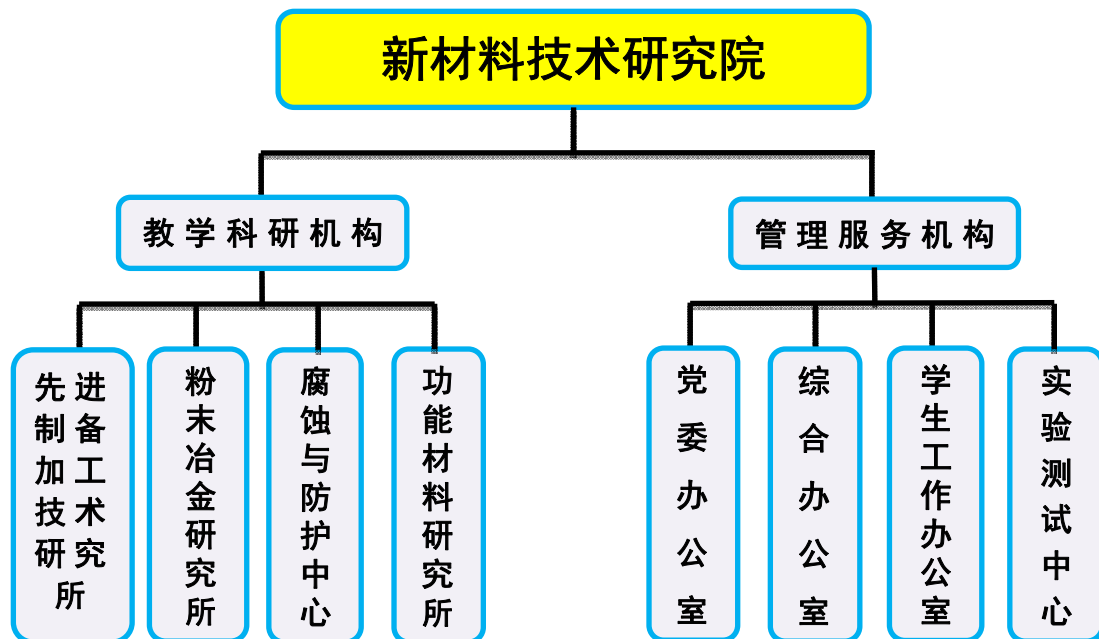 新材料技术研究院
教学科研机构
管理服务机构
先进
制备
加工
技术
研究
所
粉末冶金研究所
腐蚀与防护中心
功能材料研究所
党委办公室
综合办公室
学生工作办公室
实验测试中心